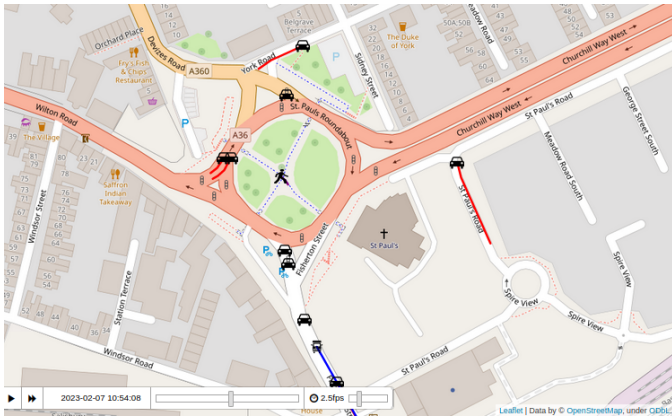 Orchard Place
Belgrave
Terrace
Meadow Road
50A;50B
The Duke
of York
Devizes Road
A360
Foy's Fish
& Chips
Restaurant
York Road
Sidney Street
P
P
Churchill Way West
Churchill Way West
St Paul's Road
George Street South
Meadow Road South
Wilton Road
The Village
A36
St. Pauls Roundabout
Saffron
Indian
Takeaway
Windsor Street
Station Terrace
Windsor Road
Fisherton Street
St Paul's
St Paul's Road
Spire View
Spire View
Spire View
St Paul's Road
House
2023-02-07 10:54:08
2.5fps
Leaflet | Data by © OpenStreetMap, under